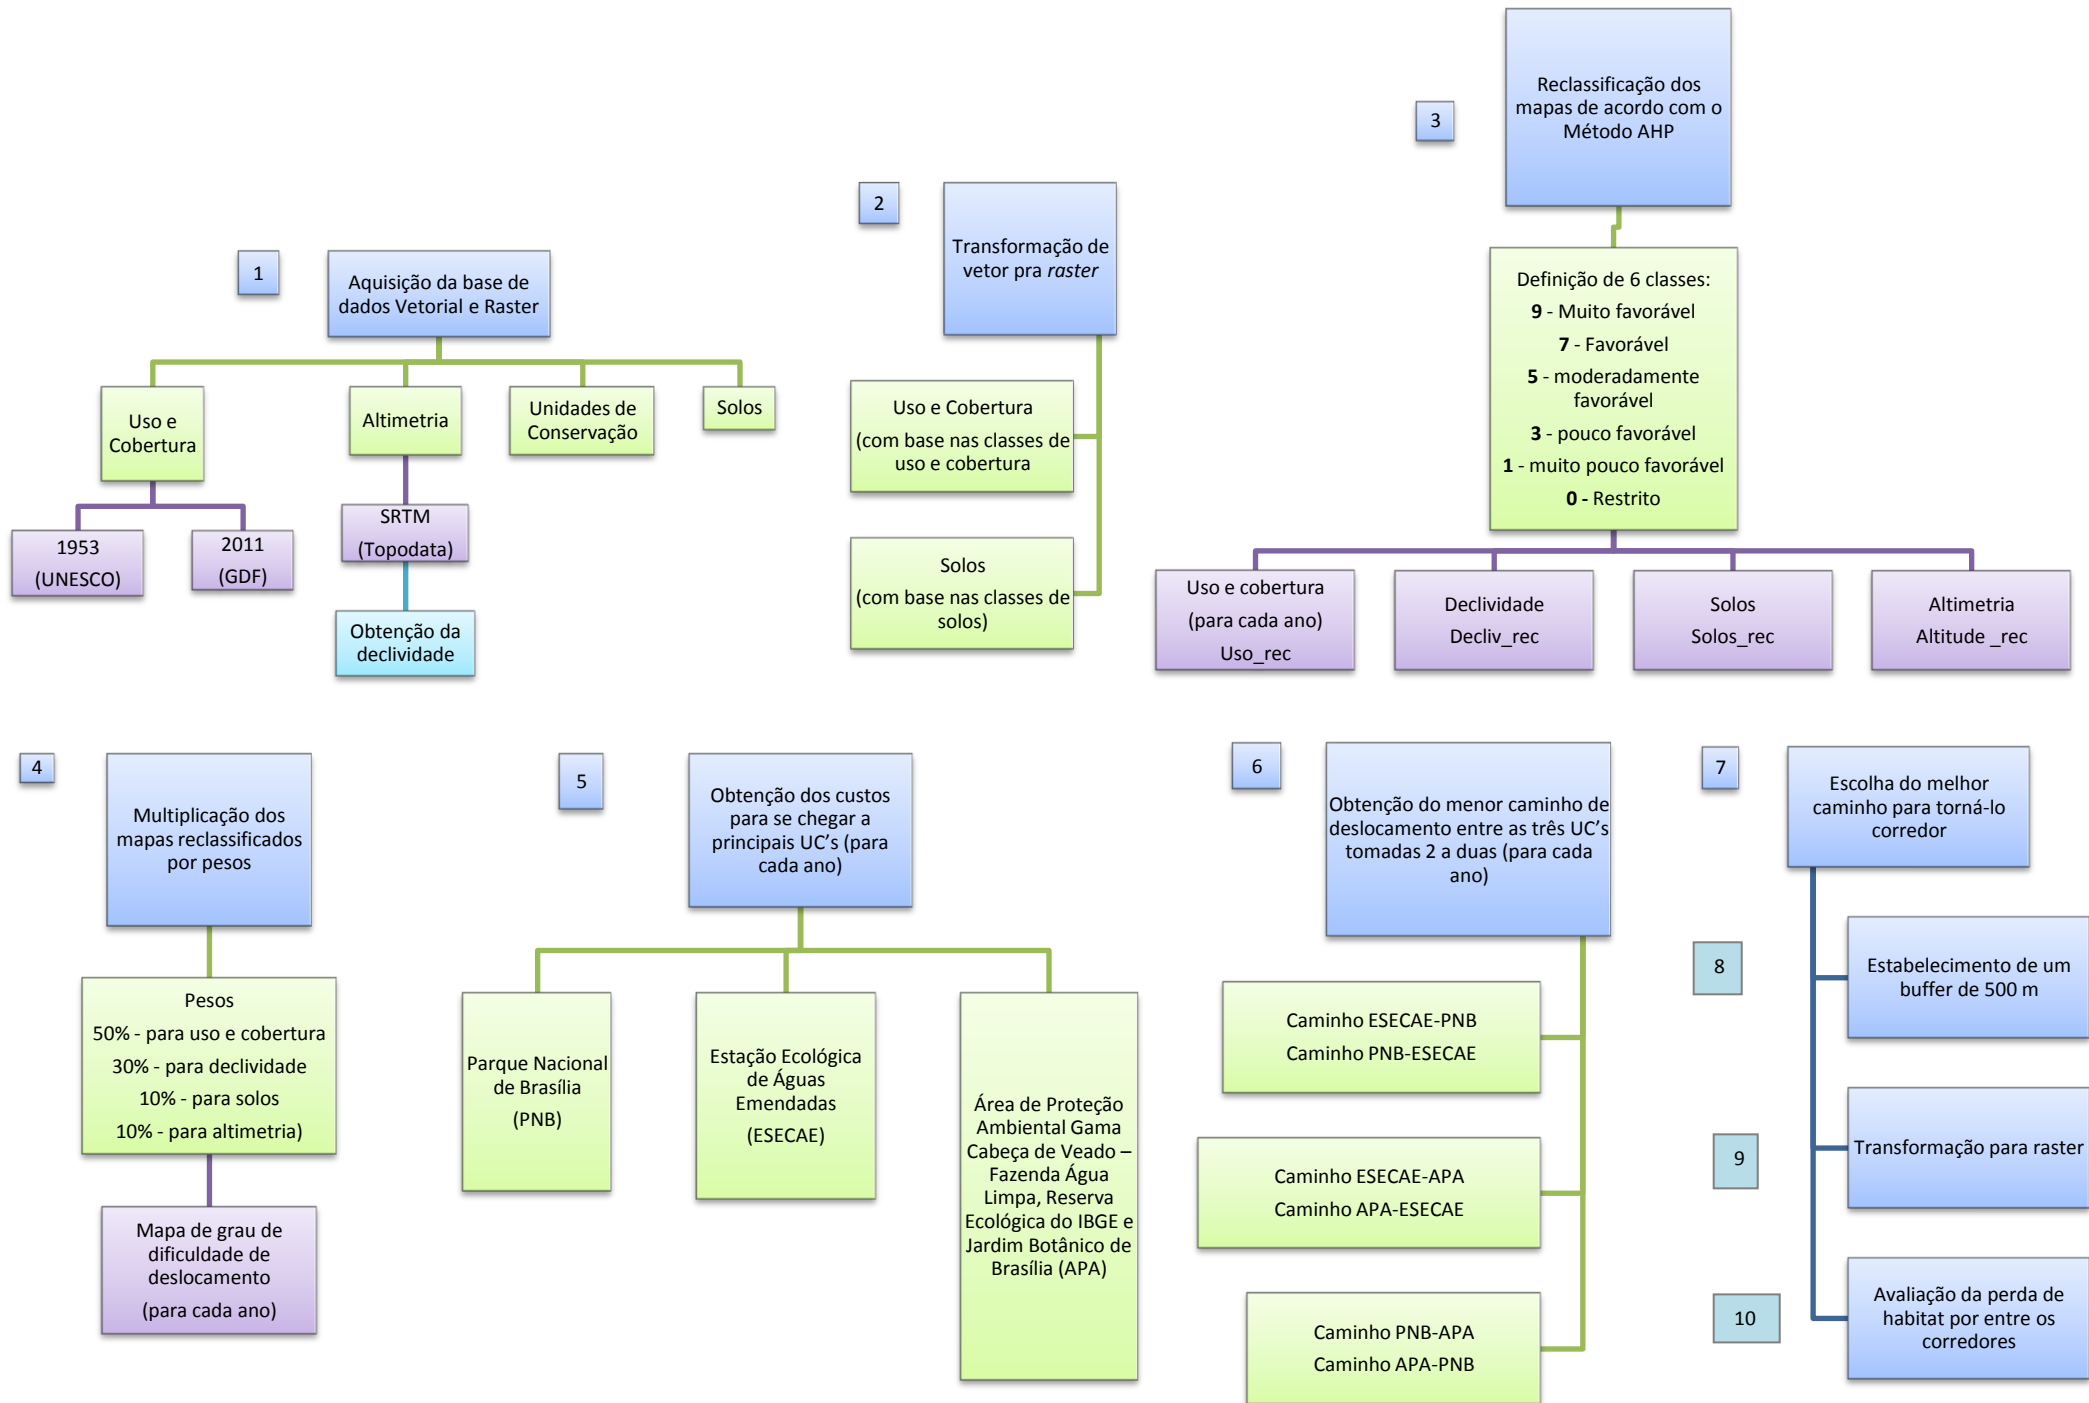 1
Aquisição da base de
dados Vetorial e Raster
Uso e
Cobertura
Altimetria
Unidades de
Conservação
Solos
1953
(UNESCO)
2011
(GDF)
SRTM
(Topodata)
Obtenção da
declividade
2
Transformação de
vetor pra raster
Uso e Cobertura
(com base nas classes de
uso e cobertura
Solos
(com base nas classes de
solos)
3
Reclassificação dos
mapas de acordo com o
Método AHP
Definição de 6 classes:
9 - Muito favorável
7 - Favorável
5 - moderadamente
favorável
3 - pouco favorável
1 - muito pouco favorável
0 - Restrito
Uso e cobertura
(para cada ano)
Uso_rec
Declividade
Decliv_rec
Solos
Solos_rec
Altimetria
Altitude _rec
4
Multiplicação dos
mapas reclassificados
por pesos
Pesos
50% - para uso e cobertura
30% - para declividade
10% - para solos
10% - para altimetria)
Mapa de grau de
dificuldade de
deslocamento
(para cada ano)
5
Obtenção dos custos
para se chegar a
principais UC's (para
cada ano)
Parque Nacional
de Brasília
(PNB)
Estação Ecológica
de Águas
Emendadas
(ESECAE)
Área de Proteção
Ambiental Gama
Cabeça de Veado –
Fazenda Água
Limpa, Reserva
Ecológica do IBGE e
Jardim Botânico de
Brasília (APA)
6
Obtenção do menor caminho de
deslocamento entre as três UC's
tomadas 2 a duas (para cada
ano)
Caminho ESECAE-PNB
Caminho PNB-ESECAE
Caminho ESECAE-APA
Caminho APA-ESECAE
Caminho PNB-APA
Caminho APA-PNB
7
Escolha do melhor
caminho para torná-lo
corredor
8
Estabelecimento de um
buffer de 500 m
9
Transformação para raster
10
Avaliação da perda de
habitat por entre os
corredores